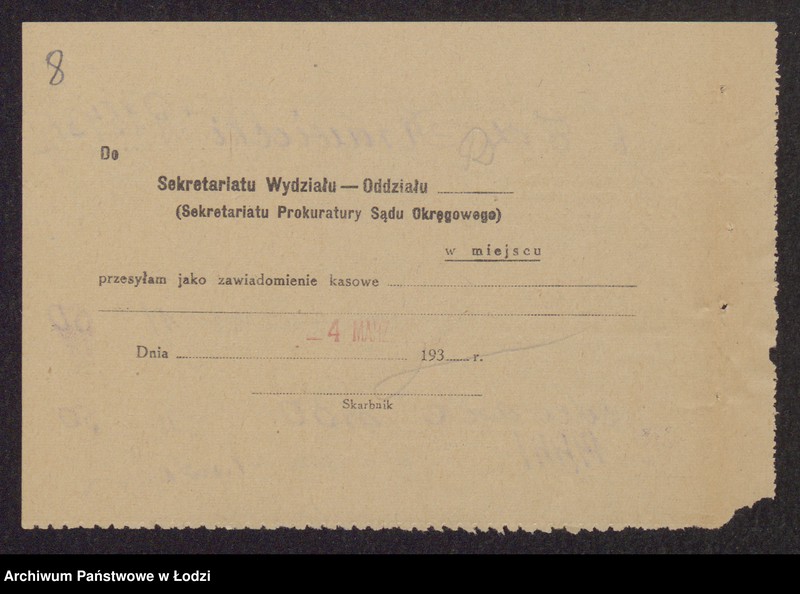 8
Do
Sekretariatu Wydziału — Oddziału
(Sekretariatu Prokuratury Sądu Okręgowego)
w miejscu
przesyłam jako zawiadomienie kasowe
4 MAR
Dnia 193 r.
Skarbnik
Archiwum Państwowe w Łodzi